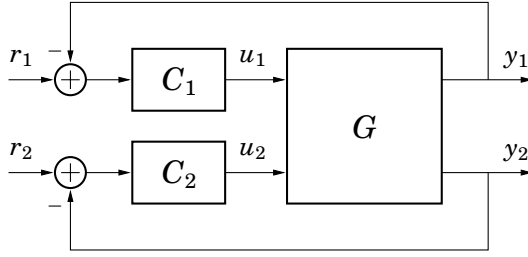 −
r₁ + C₁ u₁ y₁
G
r₂ + C₂ u₂ y₂
−